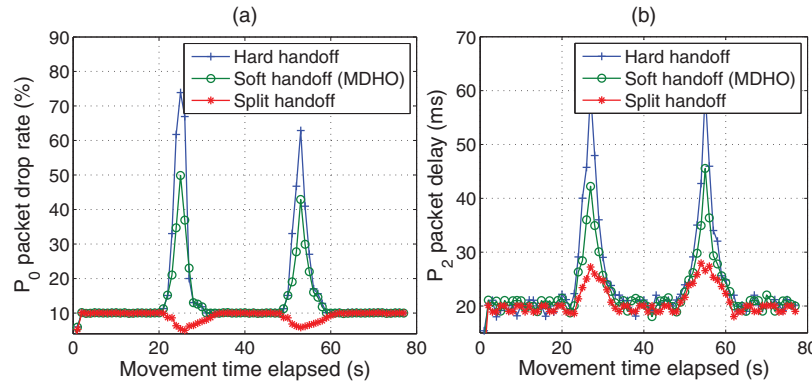 (a)
P0 packet drop rate (%)
90
80
70
60
50
40
30
20
10
0
20
40
60
80
Movement time elapsed (s)
Hard handoff
Soft handoff (MDHO)
Split handoff
(b)
P2 packet delay (ms)
70
60
50
40
30
20
0
20
40
60
80
Movement time elapsed (s)
Hard handoff
Soft handoff (MDHO)
Split handoff